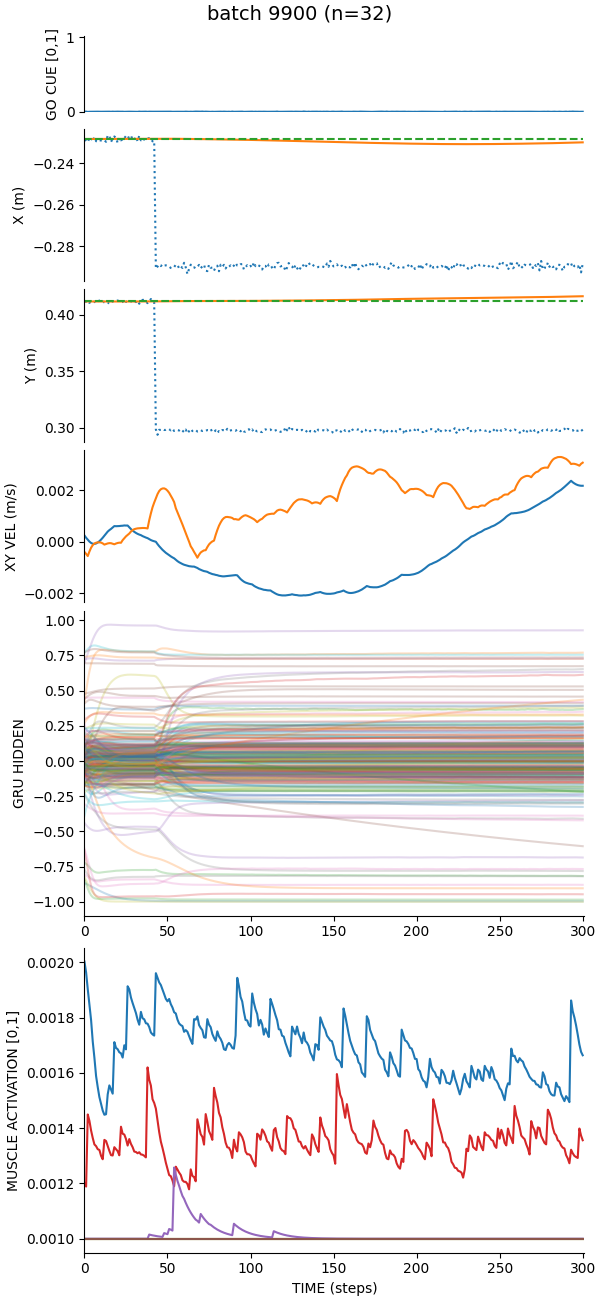 batch 9900 (n=32)
GO CUE [0,1]
1
0
X (m)
−0.24
−0.26
−0.28
Y (m)
0.40
0.35
0.30
XY VEL (m/s)
0.002
0.000
−0.002
GRU HIDDEN
1.00
0.75
0.50
0.25
0.00
−0.25
−0.50
−0.75
−1.00
0 50 100 150 200 250 300
MUSCLE ACTIVATION [0,1]
0.0020
0.0018
0.0016
0.0014
0.0012
0.0010
0 50 100 150 200 250 300
TIME (steps)